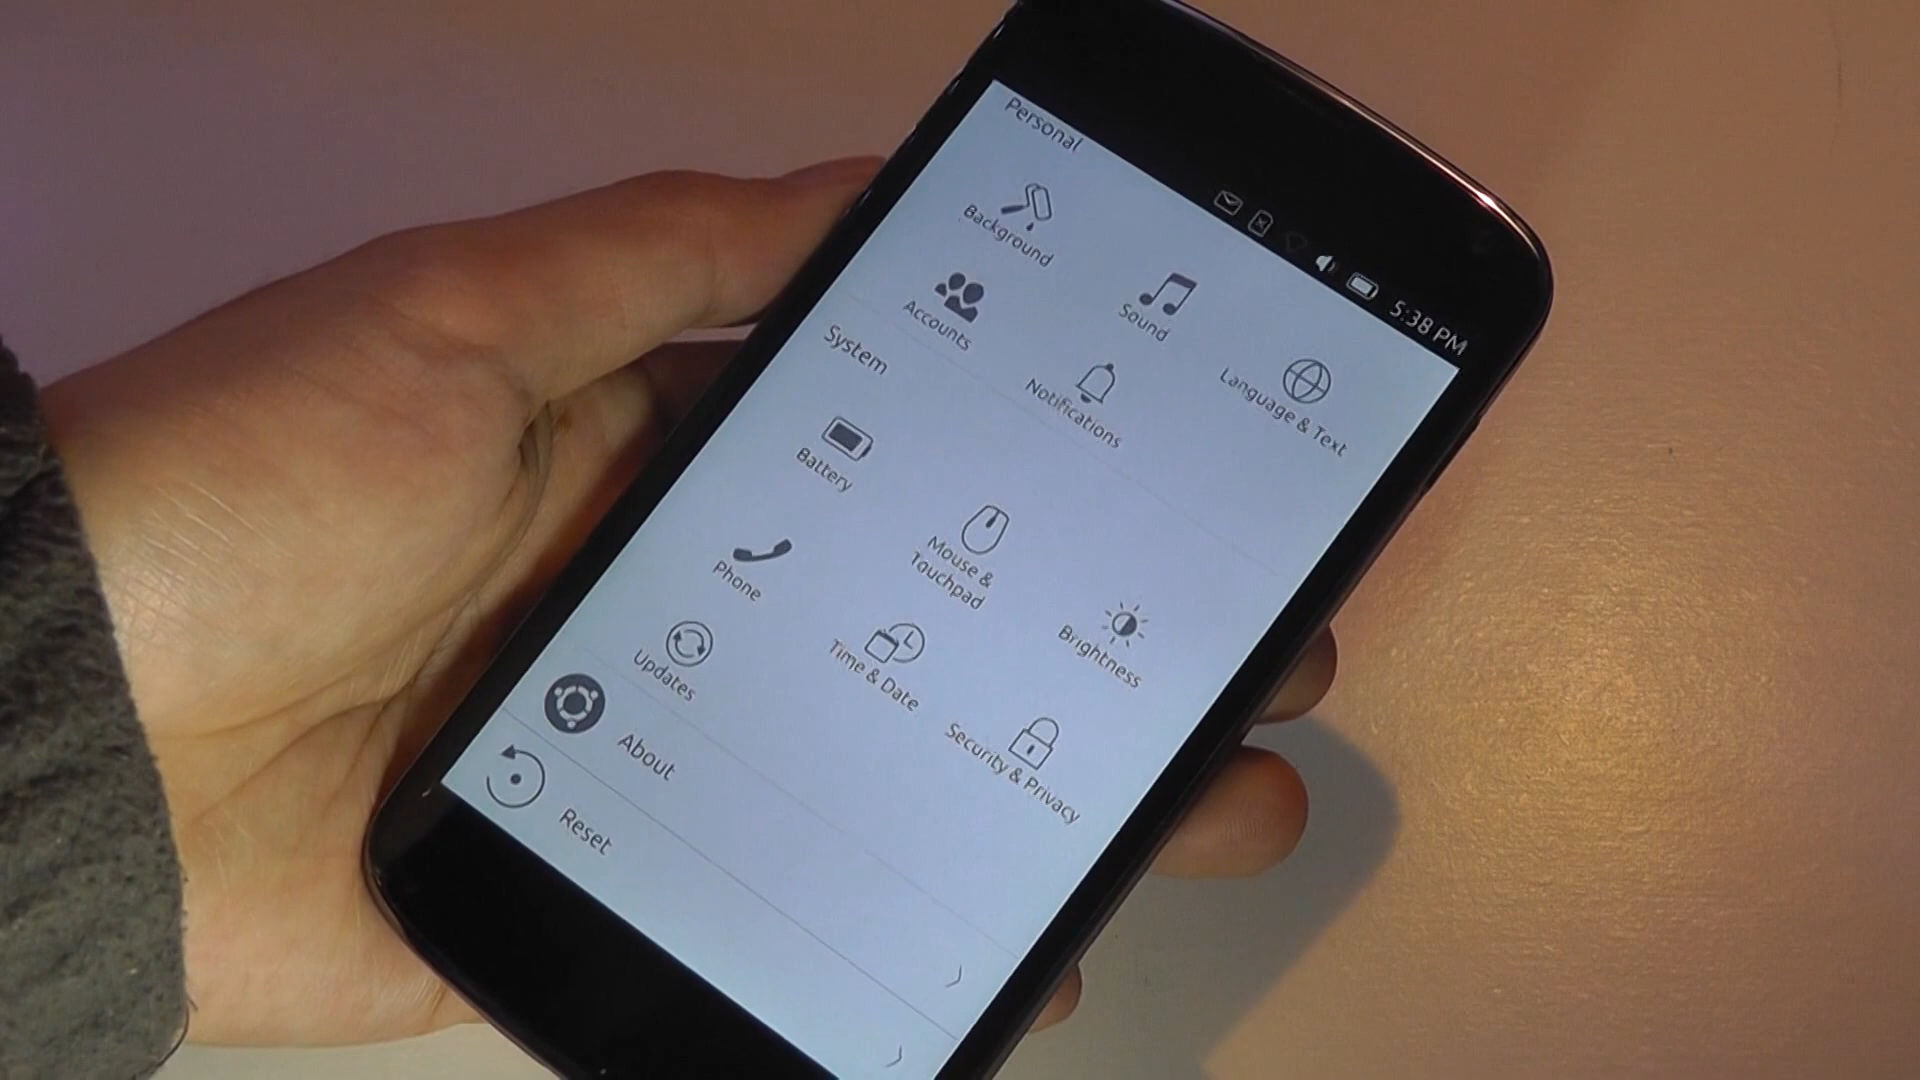 5:38 PM
Personal
Background
Sound
Language & Text
Accounts
Notifications
System
Battery
Mouse &
Touchpad
Brightness
Phone
Time & Date
Security & Privacy
Updates
About
Reset